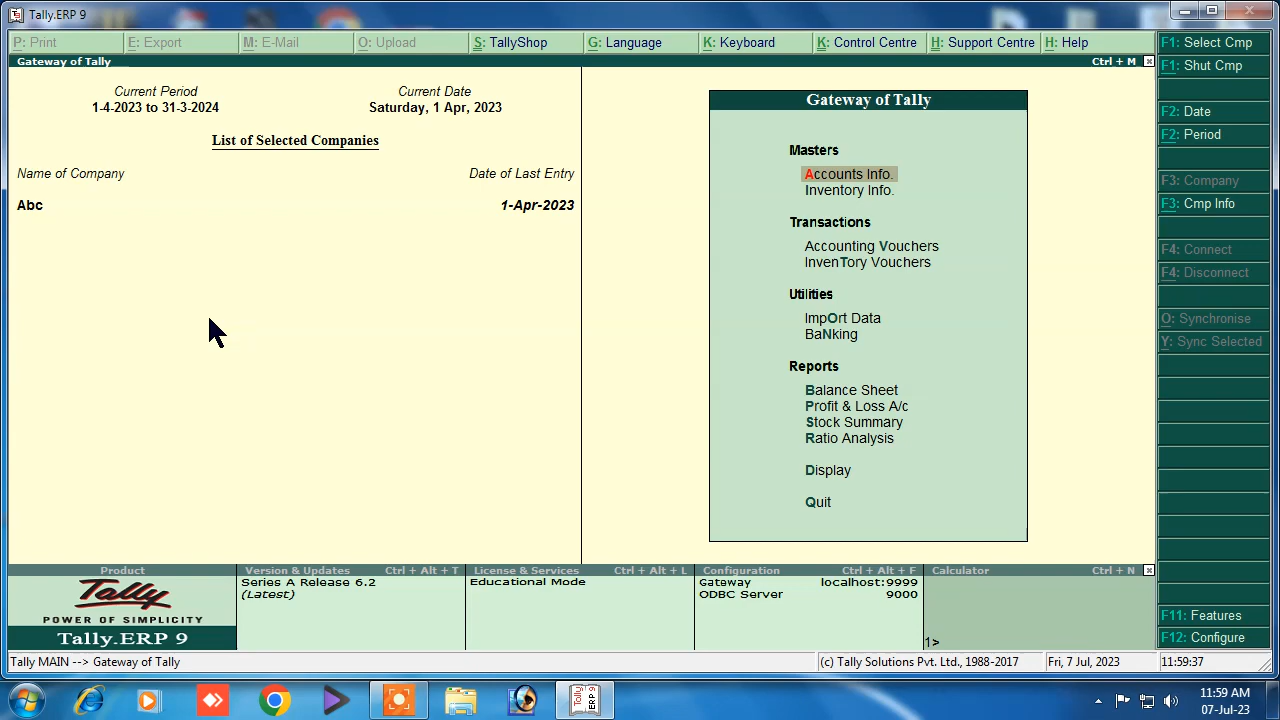 Tally.ERP 9
P: Print
E: Export
M: E-Mail
O: Upload
S: TallyShop
G: Language
K: Keyboard
K: Control Centre
H: Support Centre
H: Help
Gateway of Tally
Ctrl + M
Current Period
1-4-2023 to 31-3-2024
Current Date
Saturday, 1 Apr, 2023
List of Selected Companies
Name of Company
Date of Last Entry
Abc
1-Apr-2023
Gateway of Tally
Masters
Accounts Info.
Inventory Info.
Transactions
Accounting Vouchers
InvenTory Vouchers
Utilities
ImpOrt Data
BaNking
Reports
Balance Sheet
Profit & Loss A/c
Stock Summary
Ratio Analysis
Display
Quit
F1: Select Cmp
F1: Shut Cmp
F2: Date
F2: Period
F3: Company
F3: Cmp Info
F4: Connect
F4: Disconnect
O: Synchronise
Y: Sync Selected
F11: Features
F12: Configure
Product
Tally
POWER OF SIMPLICITY
Tally.ERP 9
Version & Updates Ctrl + Alt + T
Series A Release 6.2
(Latest)
License & Services Ctrl + Alt + L
Educational Mode
Configuration Ctrl + Alt + F
Gateway localhost:9999
ODBC Server 9000
Calculator Ctrl + N
1>
Tally MAIN --> Gateway of Tally
(c) Tally Solutions Pvt. Ltd., 1988-2017
Fri, 7 Jul, 2023
11:59:37
Tally
ERP 9
11:59 AM
07-Jul-23